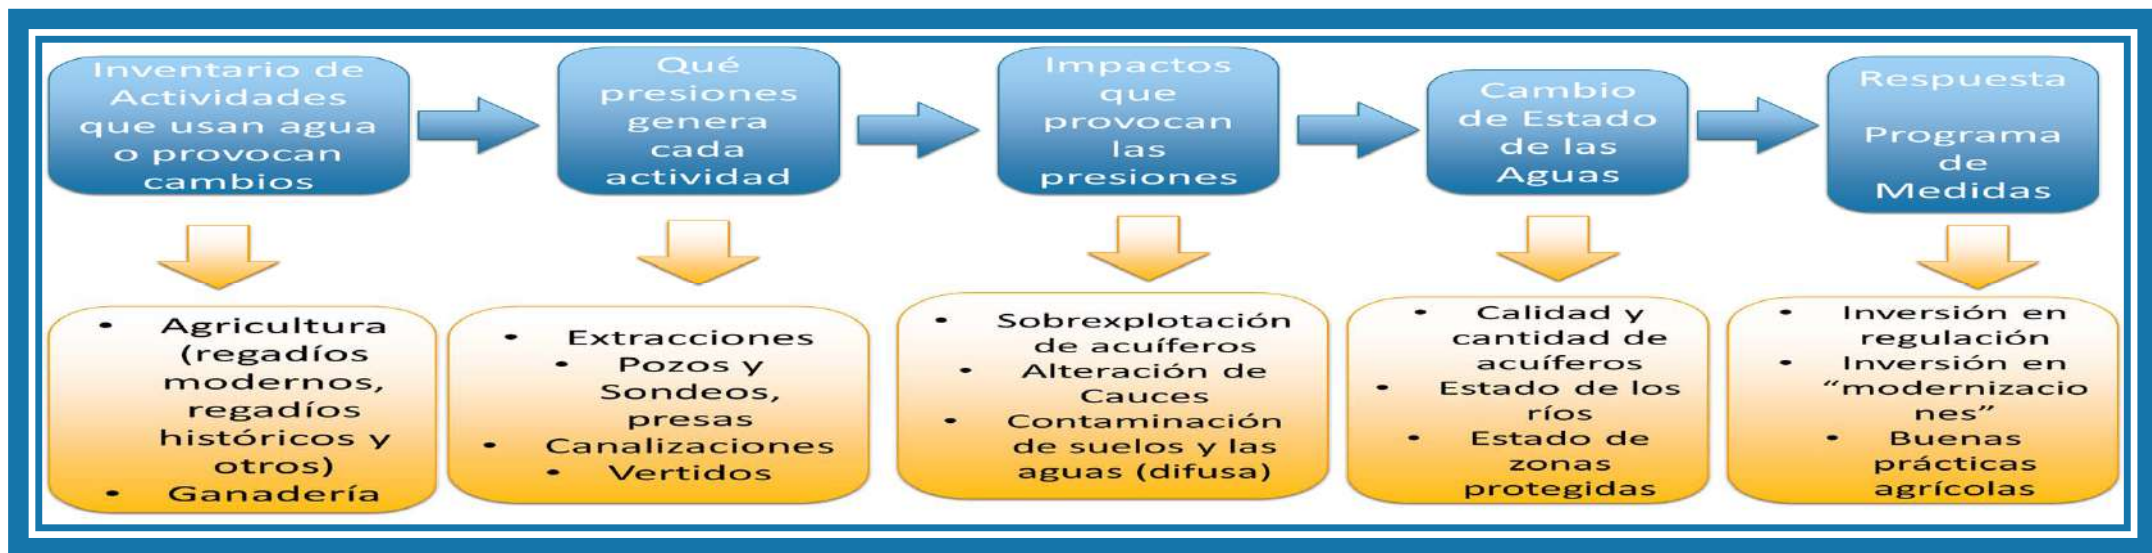 Inventario de
Actividades
que usan agua
o provocan
cambios
Qué
presiones
genera
cada
actividad
Impactos
que
provocan
las
presiones
Cambio
de Estado
de las
Aguas
Respuesta
Programa
de
Medidas
• Agricultura
(regadíos
modernos,
regadíos
históricos y
otros)
• Ganadería
• Extracciones
• Pozos y
Sondeos,
presas
• Canalizaciones
• Vertidos
• Sobrexplotación
de acuíferos
• Alteración de
Cauces
• Contaminación
de suelos y las
aguas (difusa)
• Calidad y
cantidad de
acuíferos
• Estado de los
ríos
• Estado de
zonas
protegidas
• Inversión en
regulación
• Inversión en
“modernizacio
nes”
• Buenas
prácticas
agrícolas